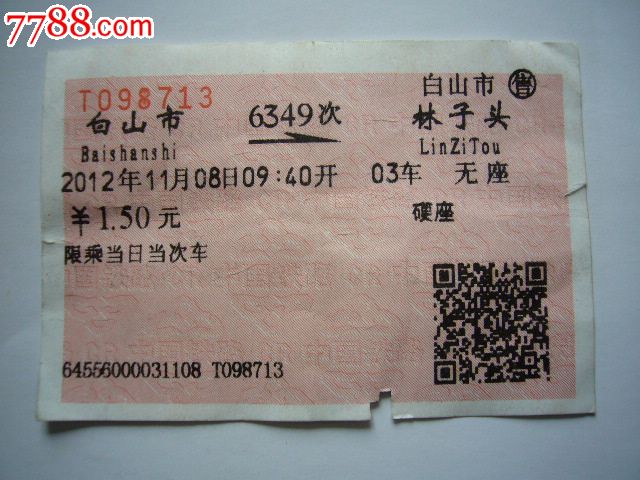 7788.com
T098713
白山市 售
白山市 6349次 林子头
Baishanshi LinZiTou
2012年11月08日09:40开 03车 无座
¥1.50元 硬座
限乘当日当次车
64556000031108 T098713